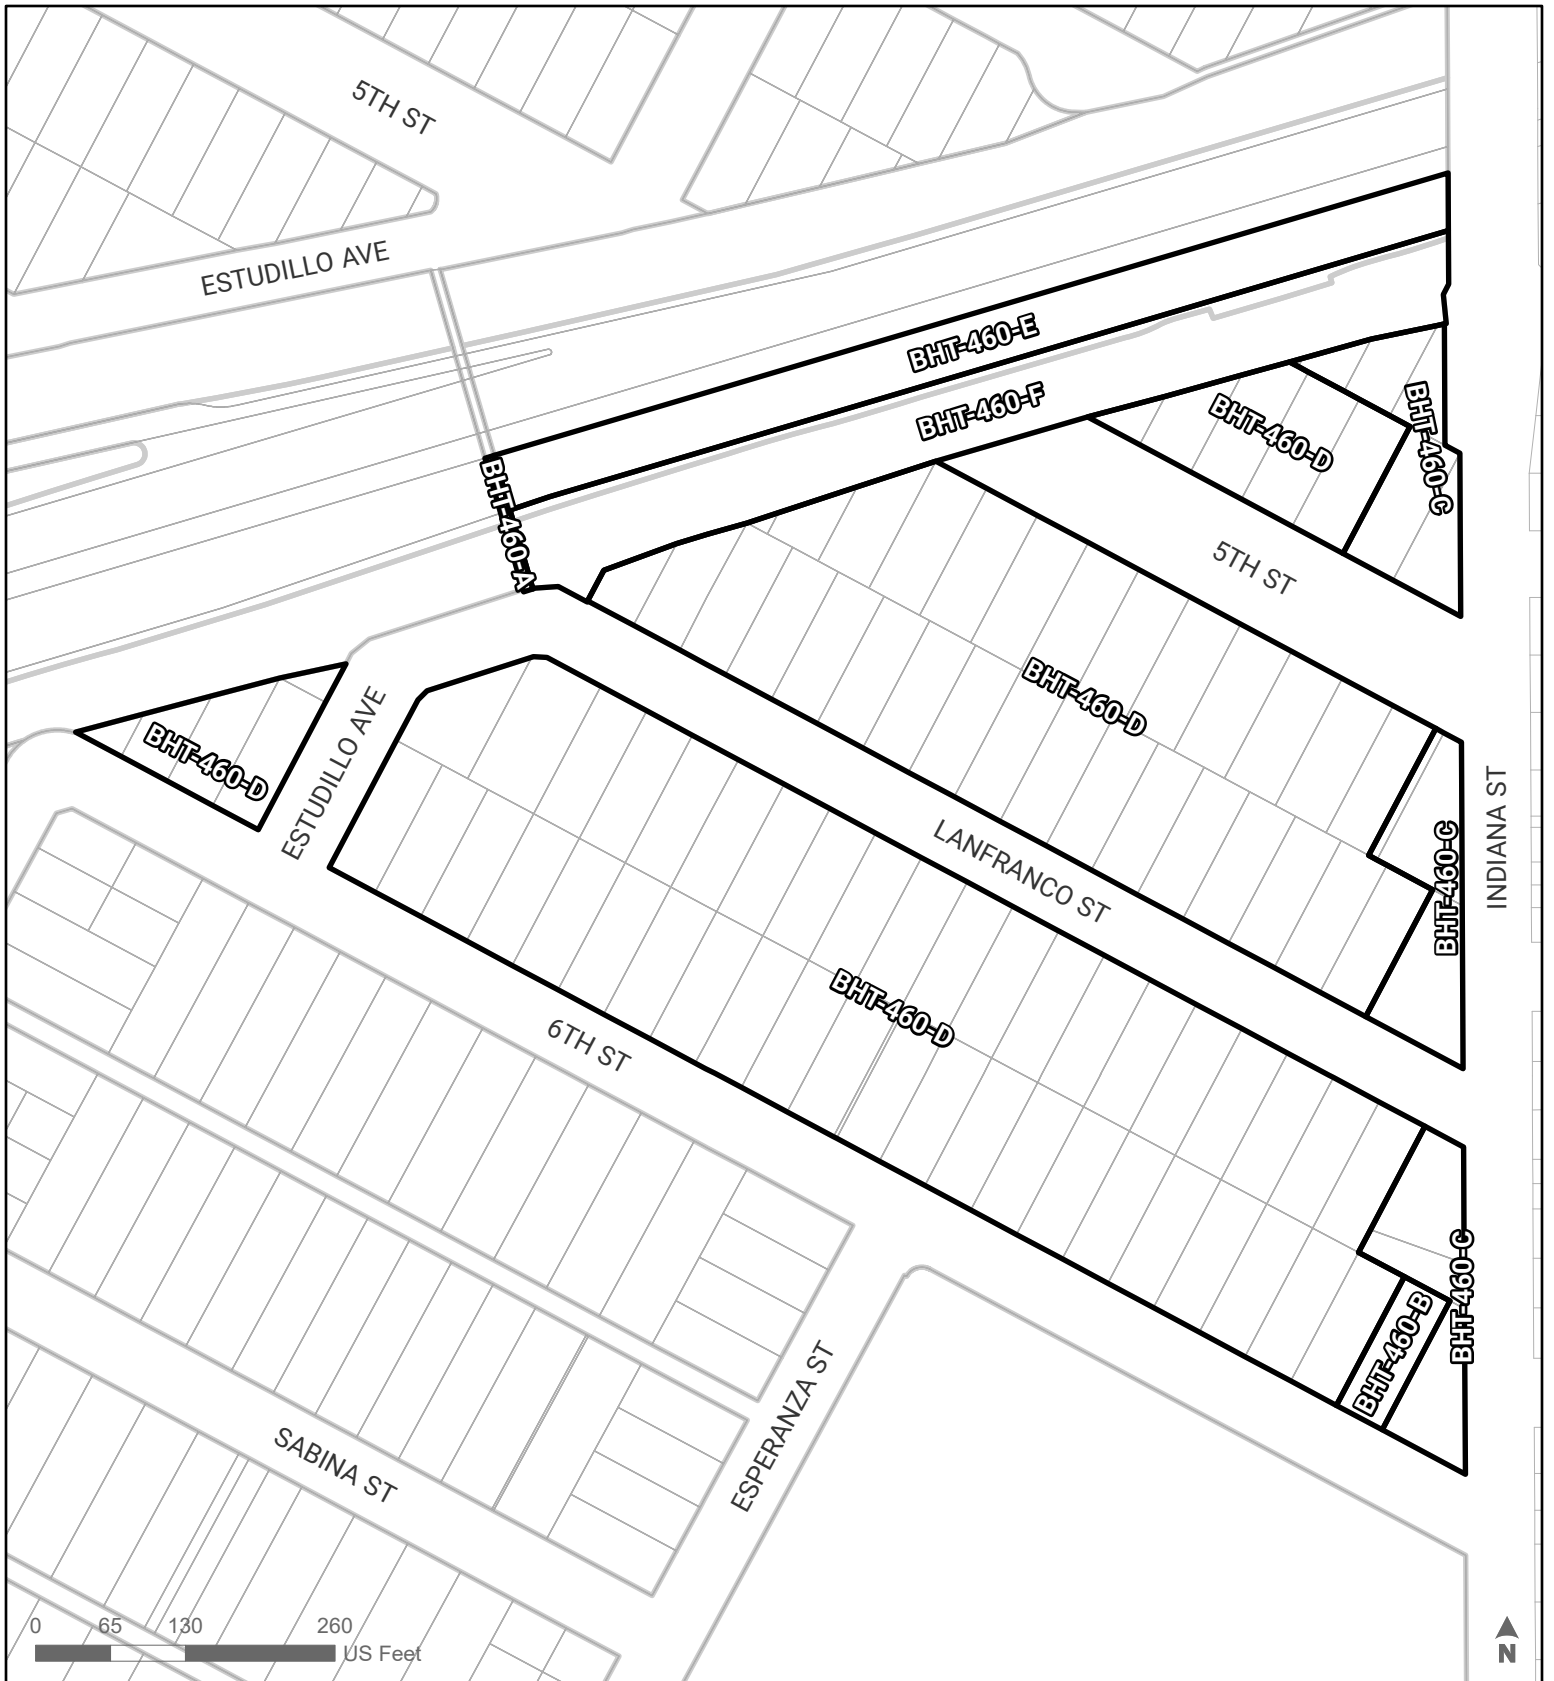 5TH ST
ESTUDILLO AVE
BHT-460-E
BHT-460-F
BHT-460-D
BHT-460-C
BHT-460-A
5TH ST
BHT-460-D
BHT-460-D
ESTUDILLO AVE
INDIANA ST
LANFRANCO ST
BHT-460-C
BHT-460-D
6TH ST
BHT-460-C
BHT-460-B
ESPERANZA ST
SABINA ST
0 65 130 260
US Feet
N